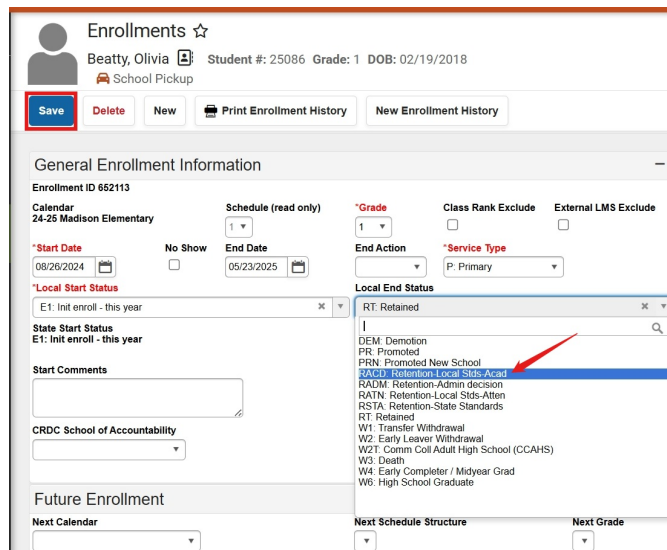 Enrollments
Beatty, Olivia Student #: 25086 Grade: 1 DOB: 02/19/2018
School Pickup
Save Delete New Print Enrollment History New Enrollment History
General Enrollment Information
Enrollment ID 652113
Calendar Schedule (read only) *Grade Class Rank Exclude External LMS Exclude
24-25 Madison Elementary
1 1
*Start Date No Show End Date End Action *Service Type
08/26/2024 05/23/2025 P: Primary
*Local Start Status Local End Status
E1: Init enroll - this year RT: Retained
State Start Status
E1: Init enroll - this year
DEM: Demotion
PR: Promoted
PRN: Promoted New School
RACD: Retention-Local Stds-Acad
RADM: Retention-Admin decision
RATN: Retention-Local Stds-Atten
RSTA: Retention-State Standards
RT: Retained
W1: Transfer Withdrawal
W2: Early Leaver Withdrawal
W2T: Comm Coll Adult High School (CCAHS)
W3: Death
W4: Early Completer / Midyear Grad
W6: High School Graduate
Start Comments
CRDC School of Accountability
Future Enrollment
Next Calendar Next Schedule Structure Next Grade